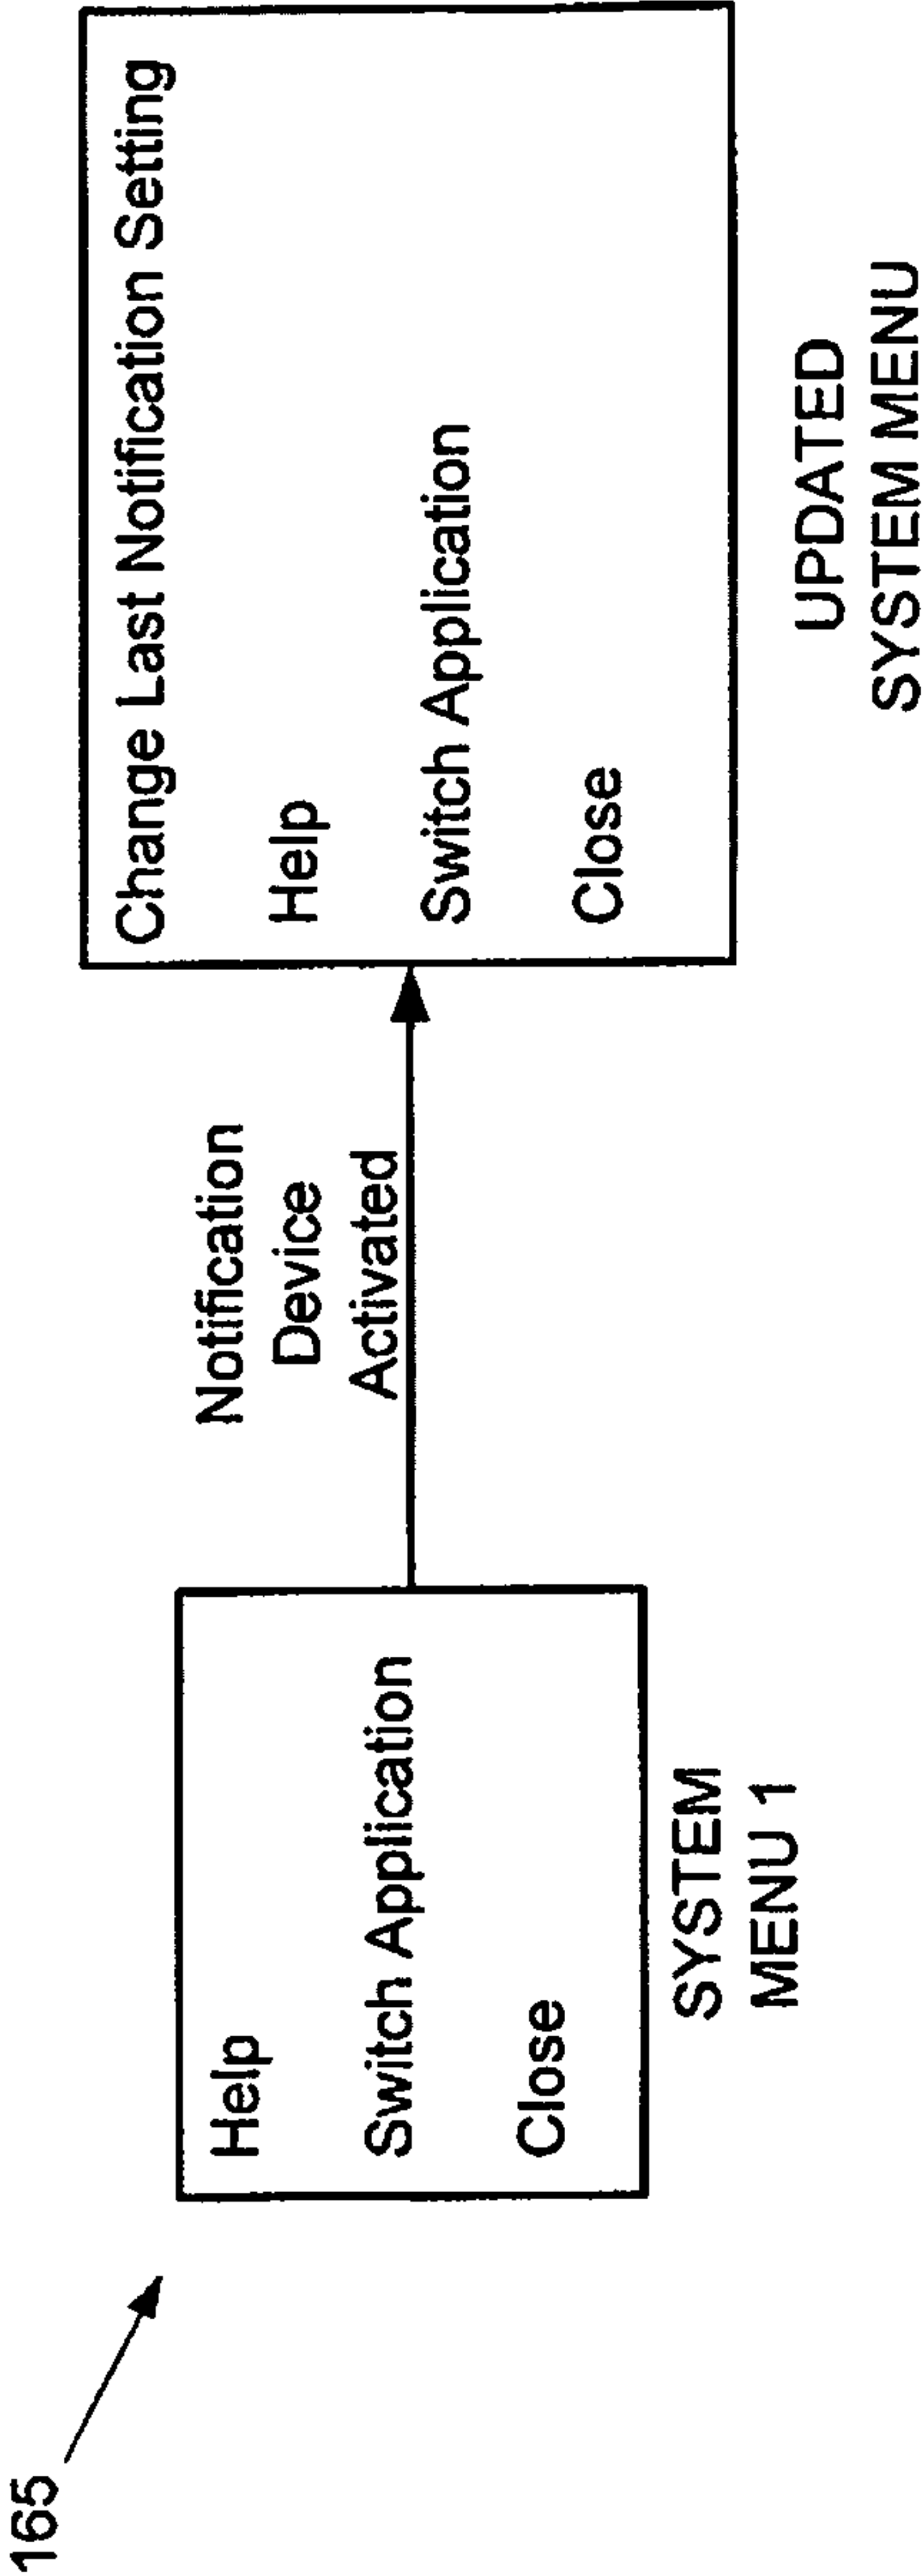 165
Help
Switch Application
Close
SYSTEM
MENU 1
Notification
Device
Activated
Change Last Notification Setting
Help
Switch Application
Close
UPDATED
SYSTEM MENU